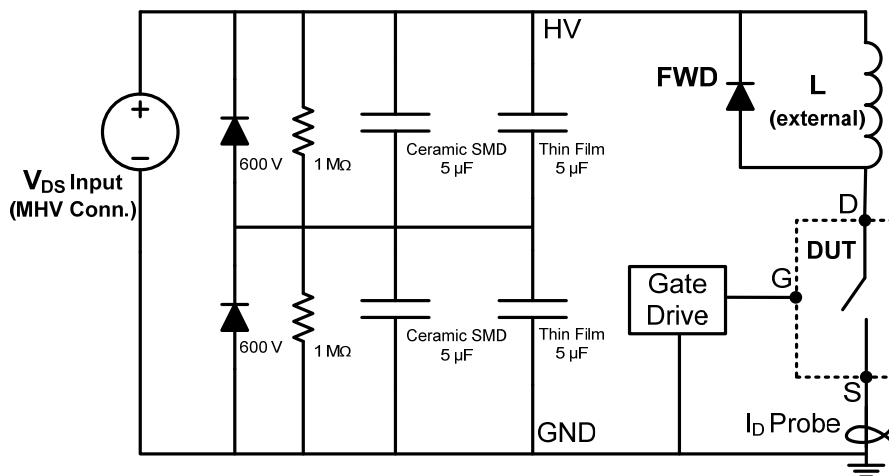 HV
FWD
L
(external)
+
−
V_DS Input
(MHV Conn.)
600 V
1 MΩ
Ceramic SMD
5 µF
Thin Film
5 µF
D
DUT
G
Gate
Drive
600 V
1 MΩ
Ceramic SMD
5 µF
Thin Film
5 µF
S
I_D Probe
GND